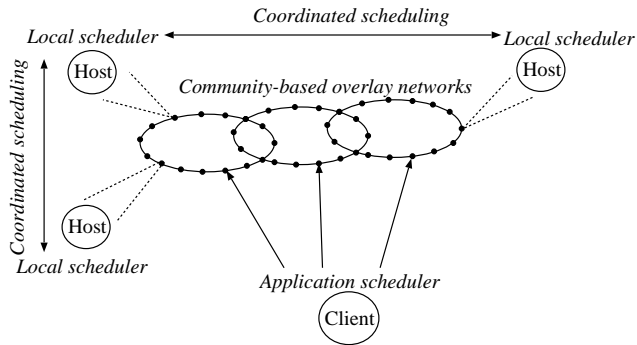 Coordinated scheduling
Local scheduler
Local scheduler
Host
Host
Community-based overlay networks
Coordinated scheduling
Host
Local scheduler
Application scheduler
Client